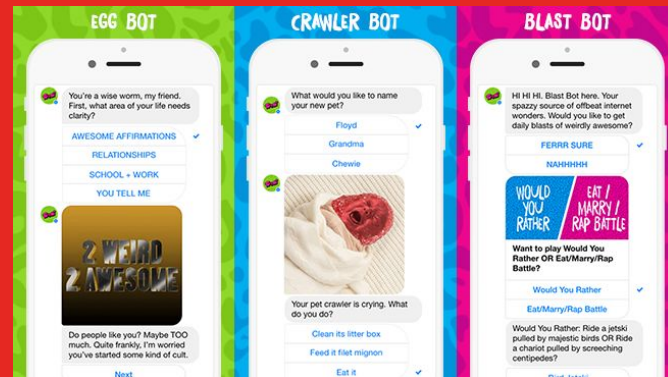 EGG BOT
You're a wise worm, my friend.
First, what area of your life needs
clarity?
AWESOME AFFIRMATIONS
RELATIONSHIPS
SCHOOL + WORK
YOU TELL ME
2 WEIRD
2 AWESOME
Do people like you? Maybe TOO
much. Quite frankly, I'm worried
you've started some kind of cult.
Next
CRAWLER BOT
What would you like to name
your new pet?
Floyd
Grandma
Chewie
Your pet crawler is crying. What
do you do?
Clean its litter box
Feed it filet mignon
Eat it
BLAST BOT
HI HI HI. Blast Bot here. Your
spazzy source of offbeat internet
wonders. Would you like to get
daily blasts of weirdly awesome?
FERRR SURE
NAHHHHH
WOULD
YOU
RATHER
EAT /
MARRY /
RAP BATTLE
Want to play Would You
Rather OR Eat/Marry/Rap
Battle?
Would You Rather
Eat/Marry/Rap Battle
Would You Rather: Ride a jetski
pulled by majestic birds OR Ride
a chariot pulled by screeching
centipedes?
Bird Jetski